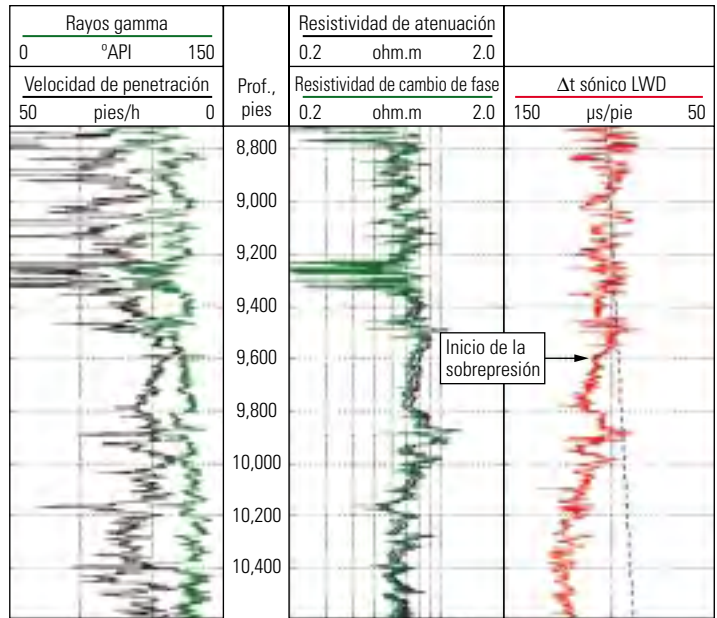 Rayos gamma
0 ºAPI 150
Velocidad de penetración
50 pies/h 0
Prof.,
pies
Resistividad de atenuación
0.2 ohm.m 2.0
Resistividad de cambio de fase
0.2 ohm.m 2.0
Δt sónico LWD
150 µs/pie 50
8,800
9,000
9,200
9,400
9,600
9,800
10,000
10,200
10,400
Inicio de la
sobrepresión